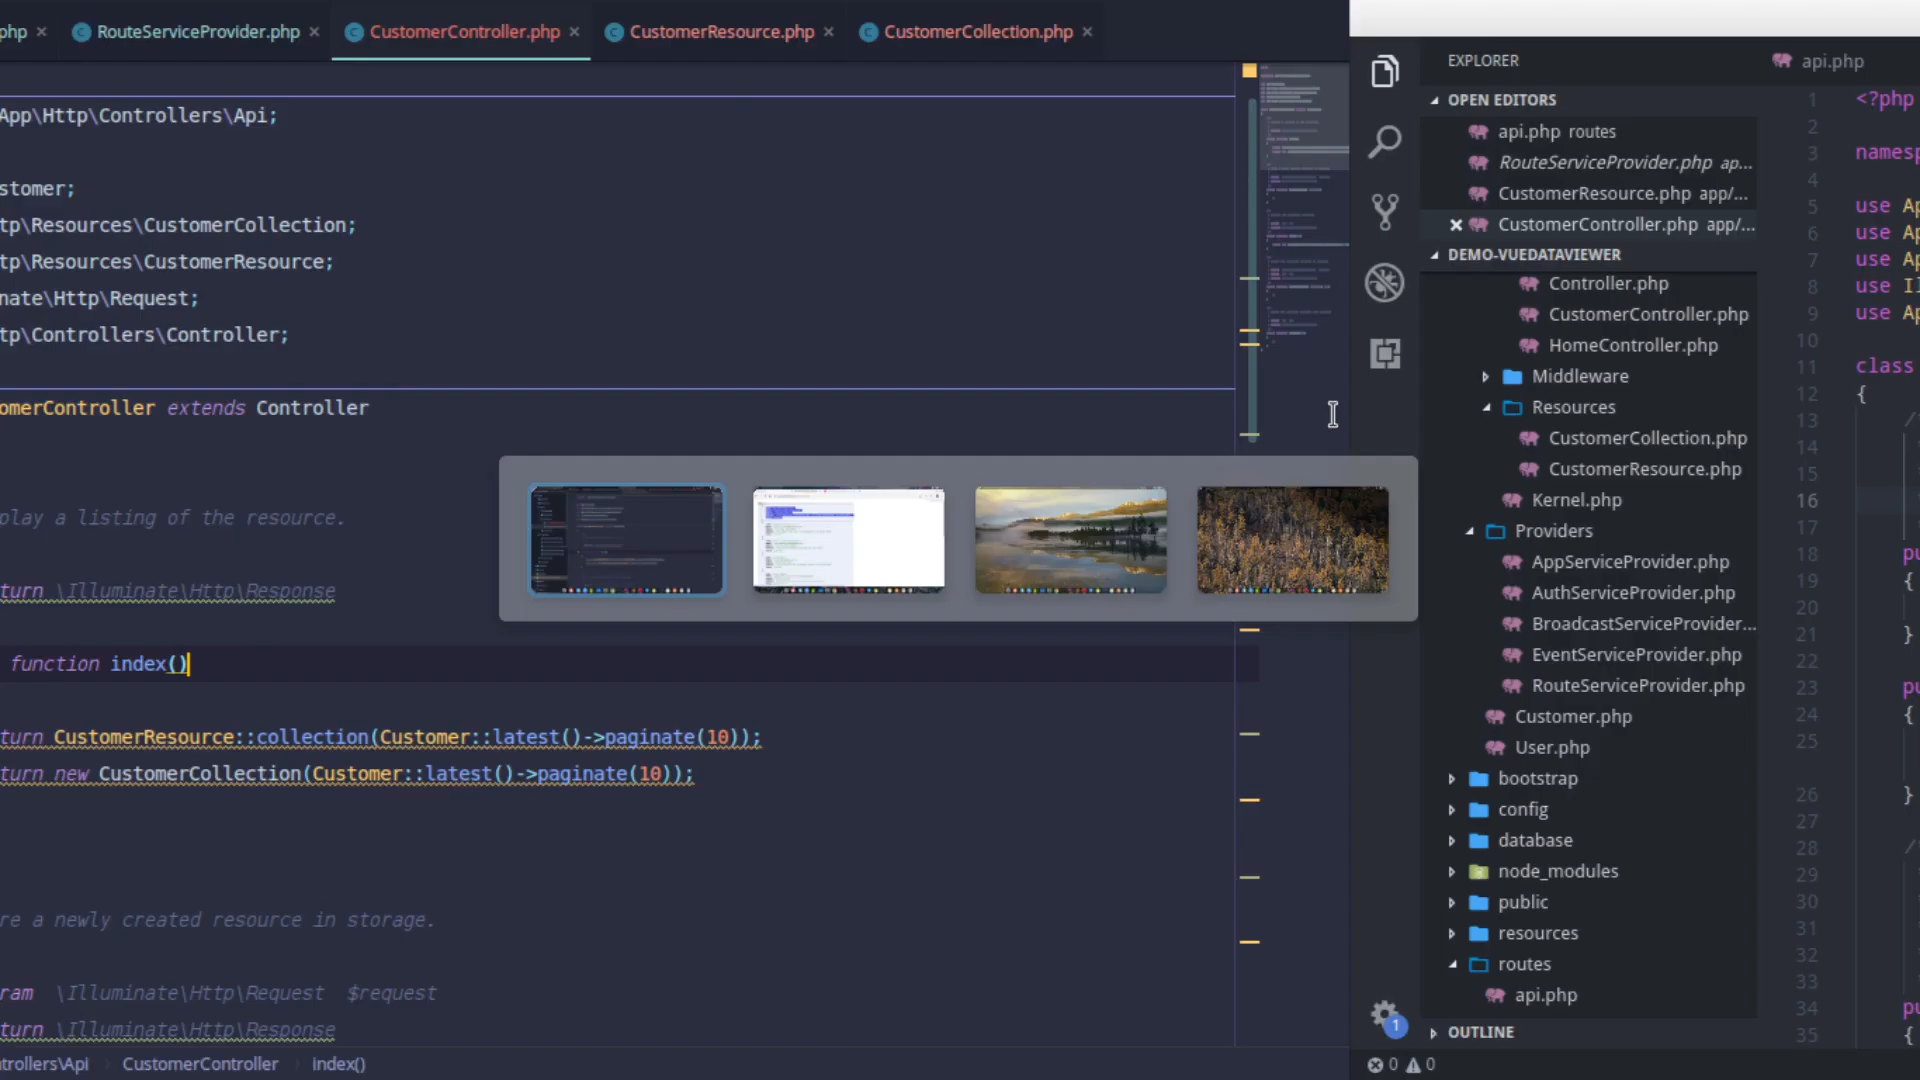 php ×
RouteServiceProvider.php ×
CustomerController.php ×
CustomerResource.php ×
CustomerCollection.php ×
App\Http\Controllers\Api;
stomer;
tp\Resources\CustomerCollection;
tp\Resources\CustomerResource;
nate\Http\Request;
tp\Controllers\Controller;
omerController extends Controller
play a listing of the resource.
turn \Illuminate\Http\Response
function index()
turn CustomerResource::collection(Customer::latest()->paginate(10));
turn new CustomerCollection(Customer::latest()->paginate(10));
re a newly created resource in storage.
ram \Illuminate\Http\Request $request
turn \Illuminate\Http\Response
trollers\Api
CustomerController
index()
EXPLORER
OPEN EDITORS
api.php routes
RouteServiceProvider.php ap...
CustomerResource.php app/...
CustomerController.php app/...
DEMO-VUEDATAVIEWER
Controller.php
CustomerController.php
HomeController.php
Middleware
Resources
CustomerCollection.php
CustomerResource.php
Kernel.php
Providers
AppServiceProvider.php
AuthServiceProvider.php
BroadcastServiceProvider...
EventServiceProvider.php
RouteServiceProvider.php
Customer.php
User.php
bootstrap
config
database
node_modules
public
resources
routes
api.php
OUTLINE
1
0 0
api.php
1 <?php
2
3 namesp
4
5 use Ap
6 use Ap
7 use Ap
8 use Il
9 use Ap
10
11 class
12 {
13 /
14
15
16
17
18 pu
19 {
20
21 }
22
23 pu
24 {
25
26 }
27
28 /
29
30
31
32
33
34 pu
35 {